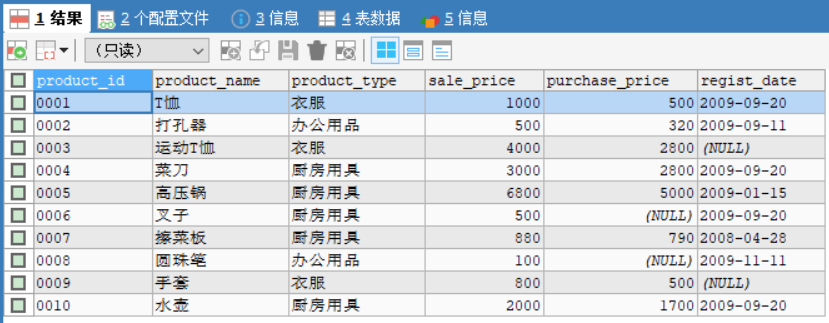 1 结果 2 个配置文件 3 信息 4 表数据 5 信息
（只读）
product_id product_name product_type sale_price purchase_price regist_date
0001 T恤 衣服 1000 500 2009-09-20
0002 打孔器 办公用品 500 320 2009-09-11
0003 运动T恤 衣服 4000 2800 (NULL)
0004 菜刀 厨房用具 3000 2800 2009-09-20
0005 高压锅 厨房用具 6800 5000 2009-01-15
0006 叉子 厨房用具 500 (NULL) 2009-09-20
0007 擦菜板 厨房用具 880 790 2008-04-28
0008 圆珠笔 办公用品 100 (NULL) 2009-11-11
0009 手套 衣服 800 500 (NULL)
0010 水壶 厨房用具 2000 1700 2009-09-20